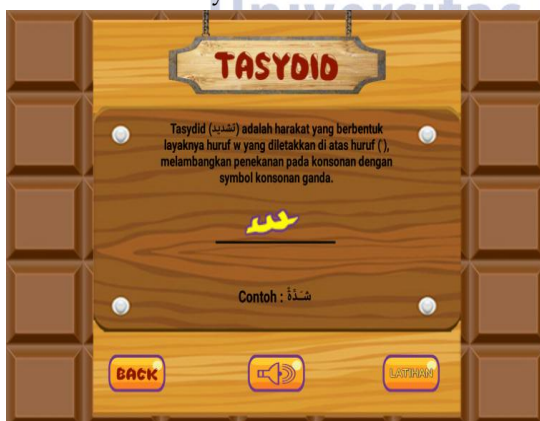 Universitas
TASYDID
Tasydid (تشديد) adalah harakat yang berbentuk
layaknya huruf w yang diletakkan di atas huruf ('),
melambangkan penekanan pada konsonan dengan
symbol konsonan ganda.
Contoh : شَدَّةٌ
BACK
LATIHAN